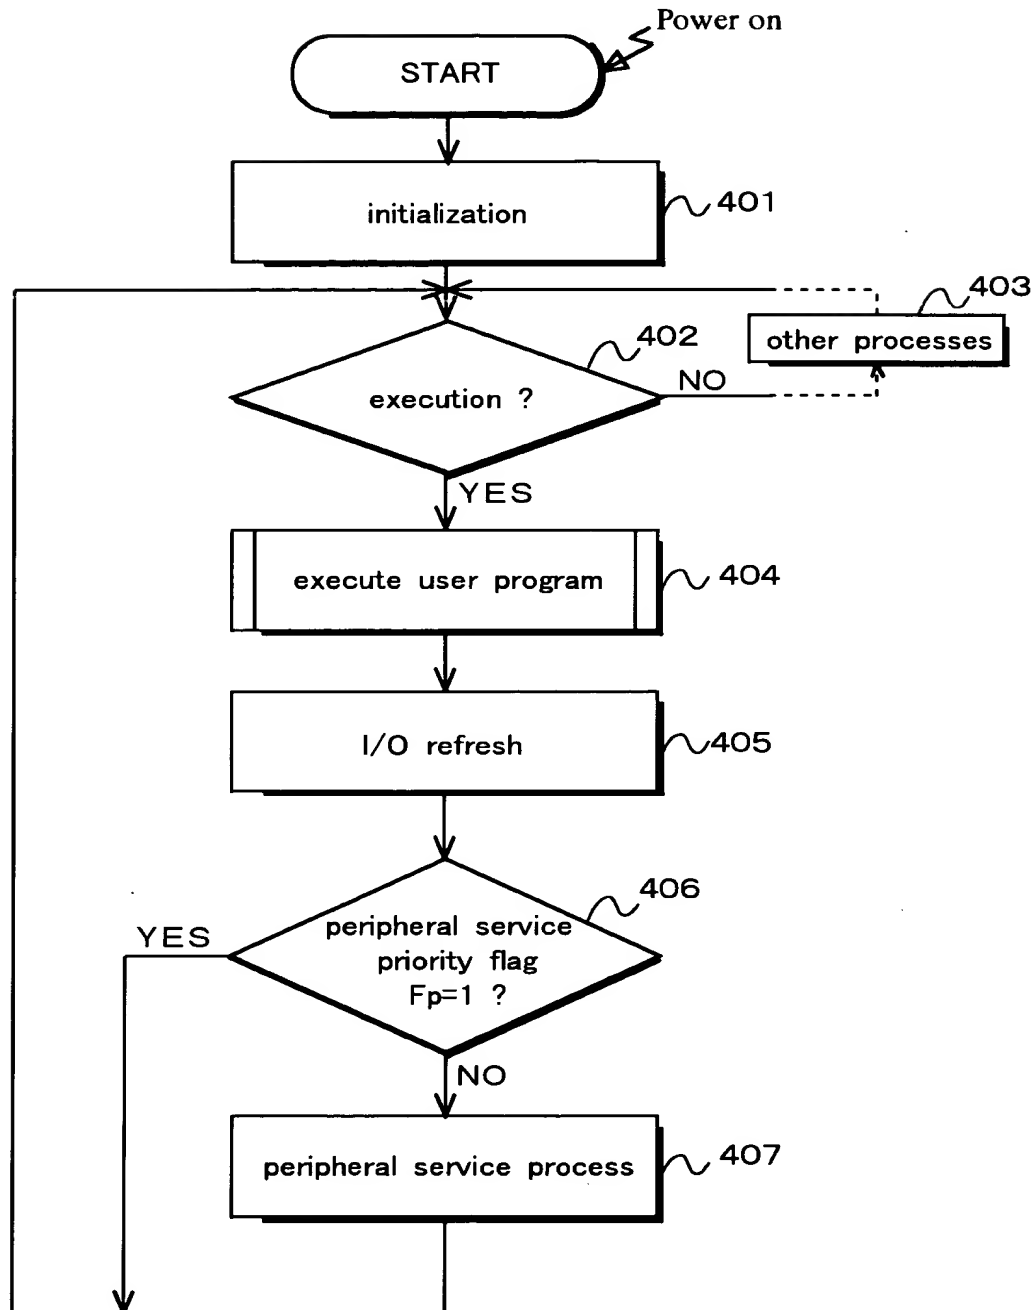 Power on
START
initialization
401
403
other processes
402
execution ?
NO
YES
execute user program
404
I/O refresh
405
406
YES
peripheral service
priority flag
Fp=1 ?
NO
peripheral service process
407